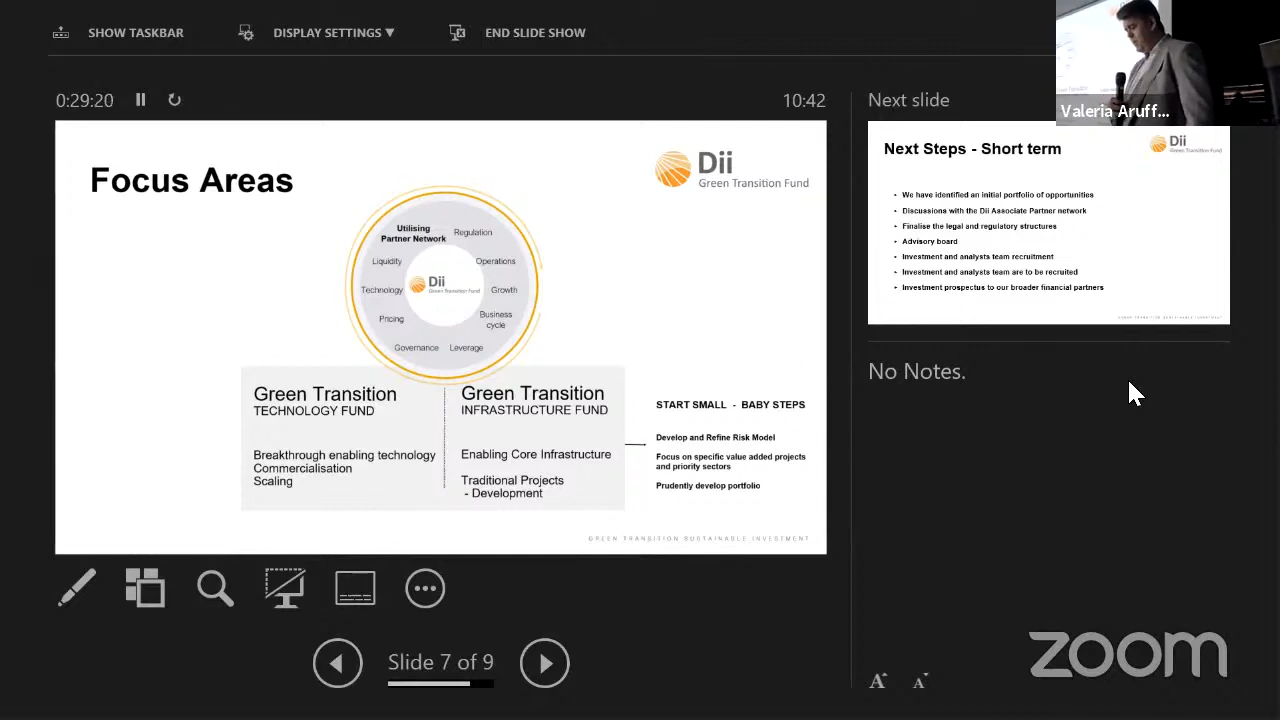 SHOW TASKBAR
DISPLAY SETTINGS ▼
END SLIDE SHOW
Valeria Aruff...
0:29:20
10:42
Next slide
Focus Areas
Dii
Green Transition Fund
Utilising
Partner Network
Regulation
Liquidity
Operations
Technology
Dii
Green Transition Fund
Growth
Pricing
Business
cycle
Governance
Leverage
Green Transition
TECHNOLOGY FUND
Breakthrough enabling technology
Commercialisation
Scaling
Green Transition
INFRASTRUCTURE FUND
Enabling Core Infrastructure
Traditional Projects
- Development
START SMALL - BABY STEPS
Develop and Refine Risk Model
Focus on specific value added projects
and priority sectors
Prudently develop portfolio
GREEN TRANSITION SUSTAINABLE INVESTMENT
Next Steps - Short term
Dii
Green Transition Fund
We have identified an initial portfolio of opportunities
Discussions with the Dii Associate Partner network
Finalise the legal and regulatory structures
Advisory board
Investment and analysts team recruitment
Investment and analysts team are to be recruited
Investment prospectus to our broader financial partners
GREEN TRANSITION SUSTAINABLE INVESTMENT
No Notes.
Slide 7 of 9
A A
zoom